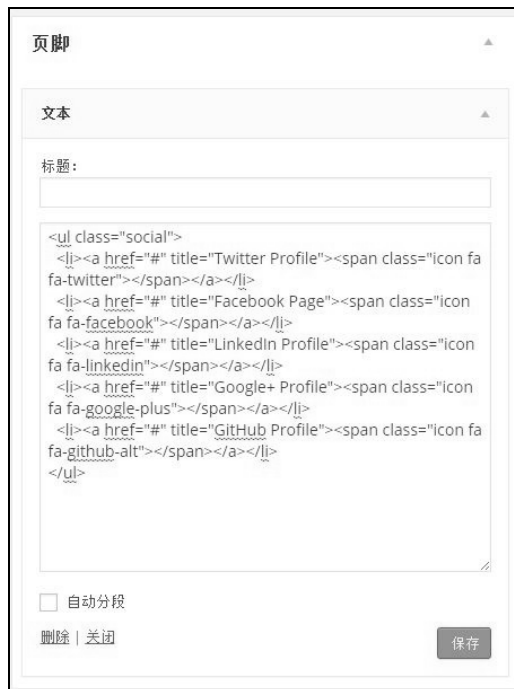 页脚
文本
标题：
<ul class="social">
<li><a href="#" title="Twitter Profile"><span class="icon fa
fa-twitter"></span></a></li>
<li><a href="#" title="Facebook Page"><span class="icon
fa fa-facebook"></span></a></li>
<li><a href="#" title="LinkedIn Profile"><span class="icon
fa fa-linkedin"></span></a></li>
<li><a href="#" title="Google+ Profile"><span class="icon
fa fa-google-plus"></span></a></li>
<li><a href="#" title="GitHub Profile"><span class="icon fa
fa-github-alt"></span></a></li>
</ul>
自动分段
删除 | 关闭
保存